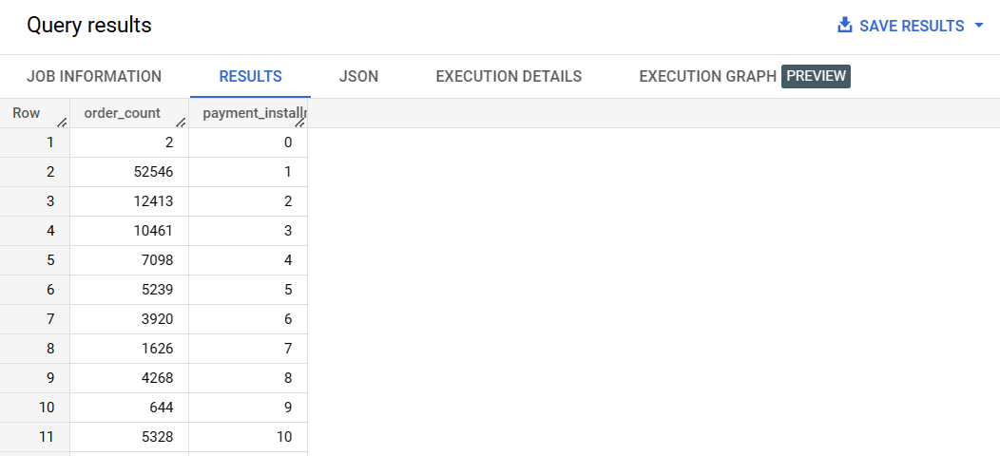 Query results SAVE RESULTS
JOB INFORMATION RESULTS JSON EXECUTION DETAILS EXECUTION GRAPH PREVIEW
Row order_count payment_installr
1 2 0
2 52546 1
3 12413 2
4 10461 3
5 7098 4
6 5239 5
7 3920 6
8 1626 7
9 4268 8
10 644 9
11 5328 10